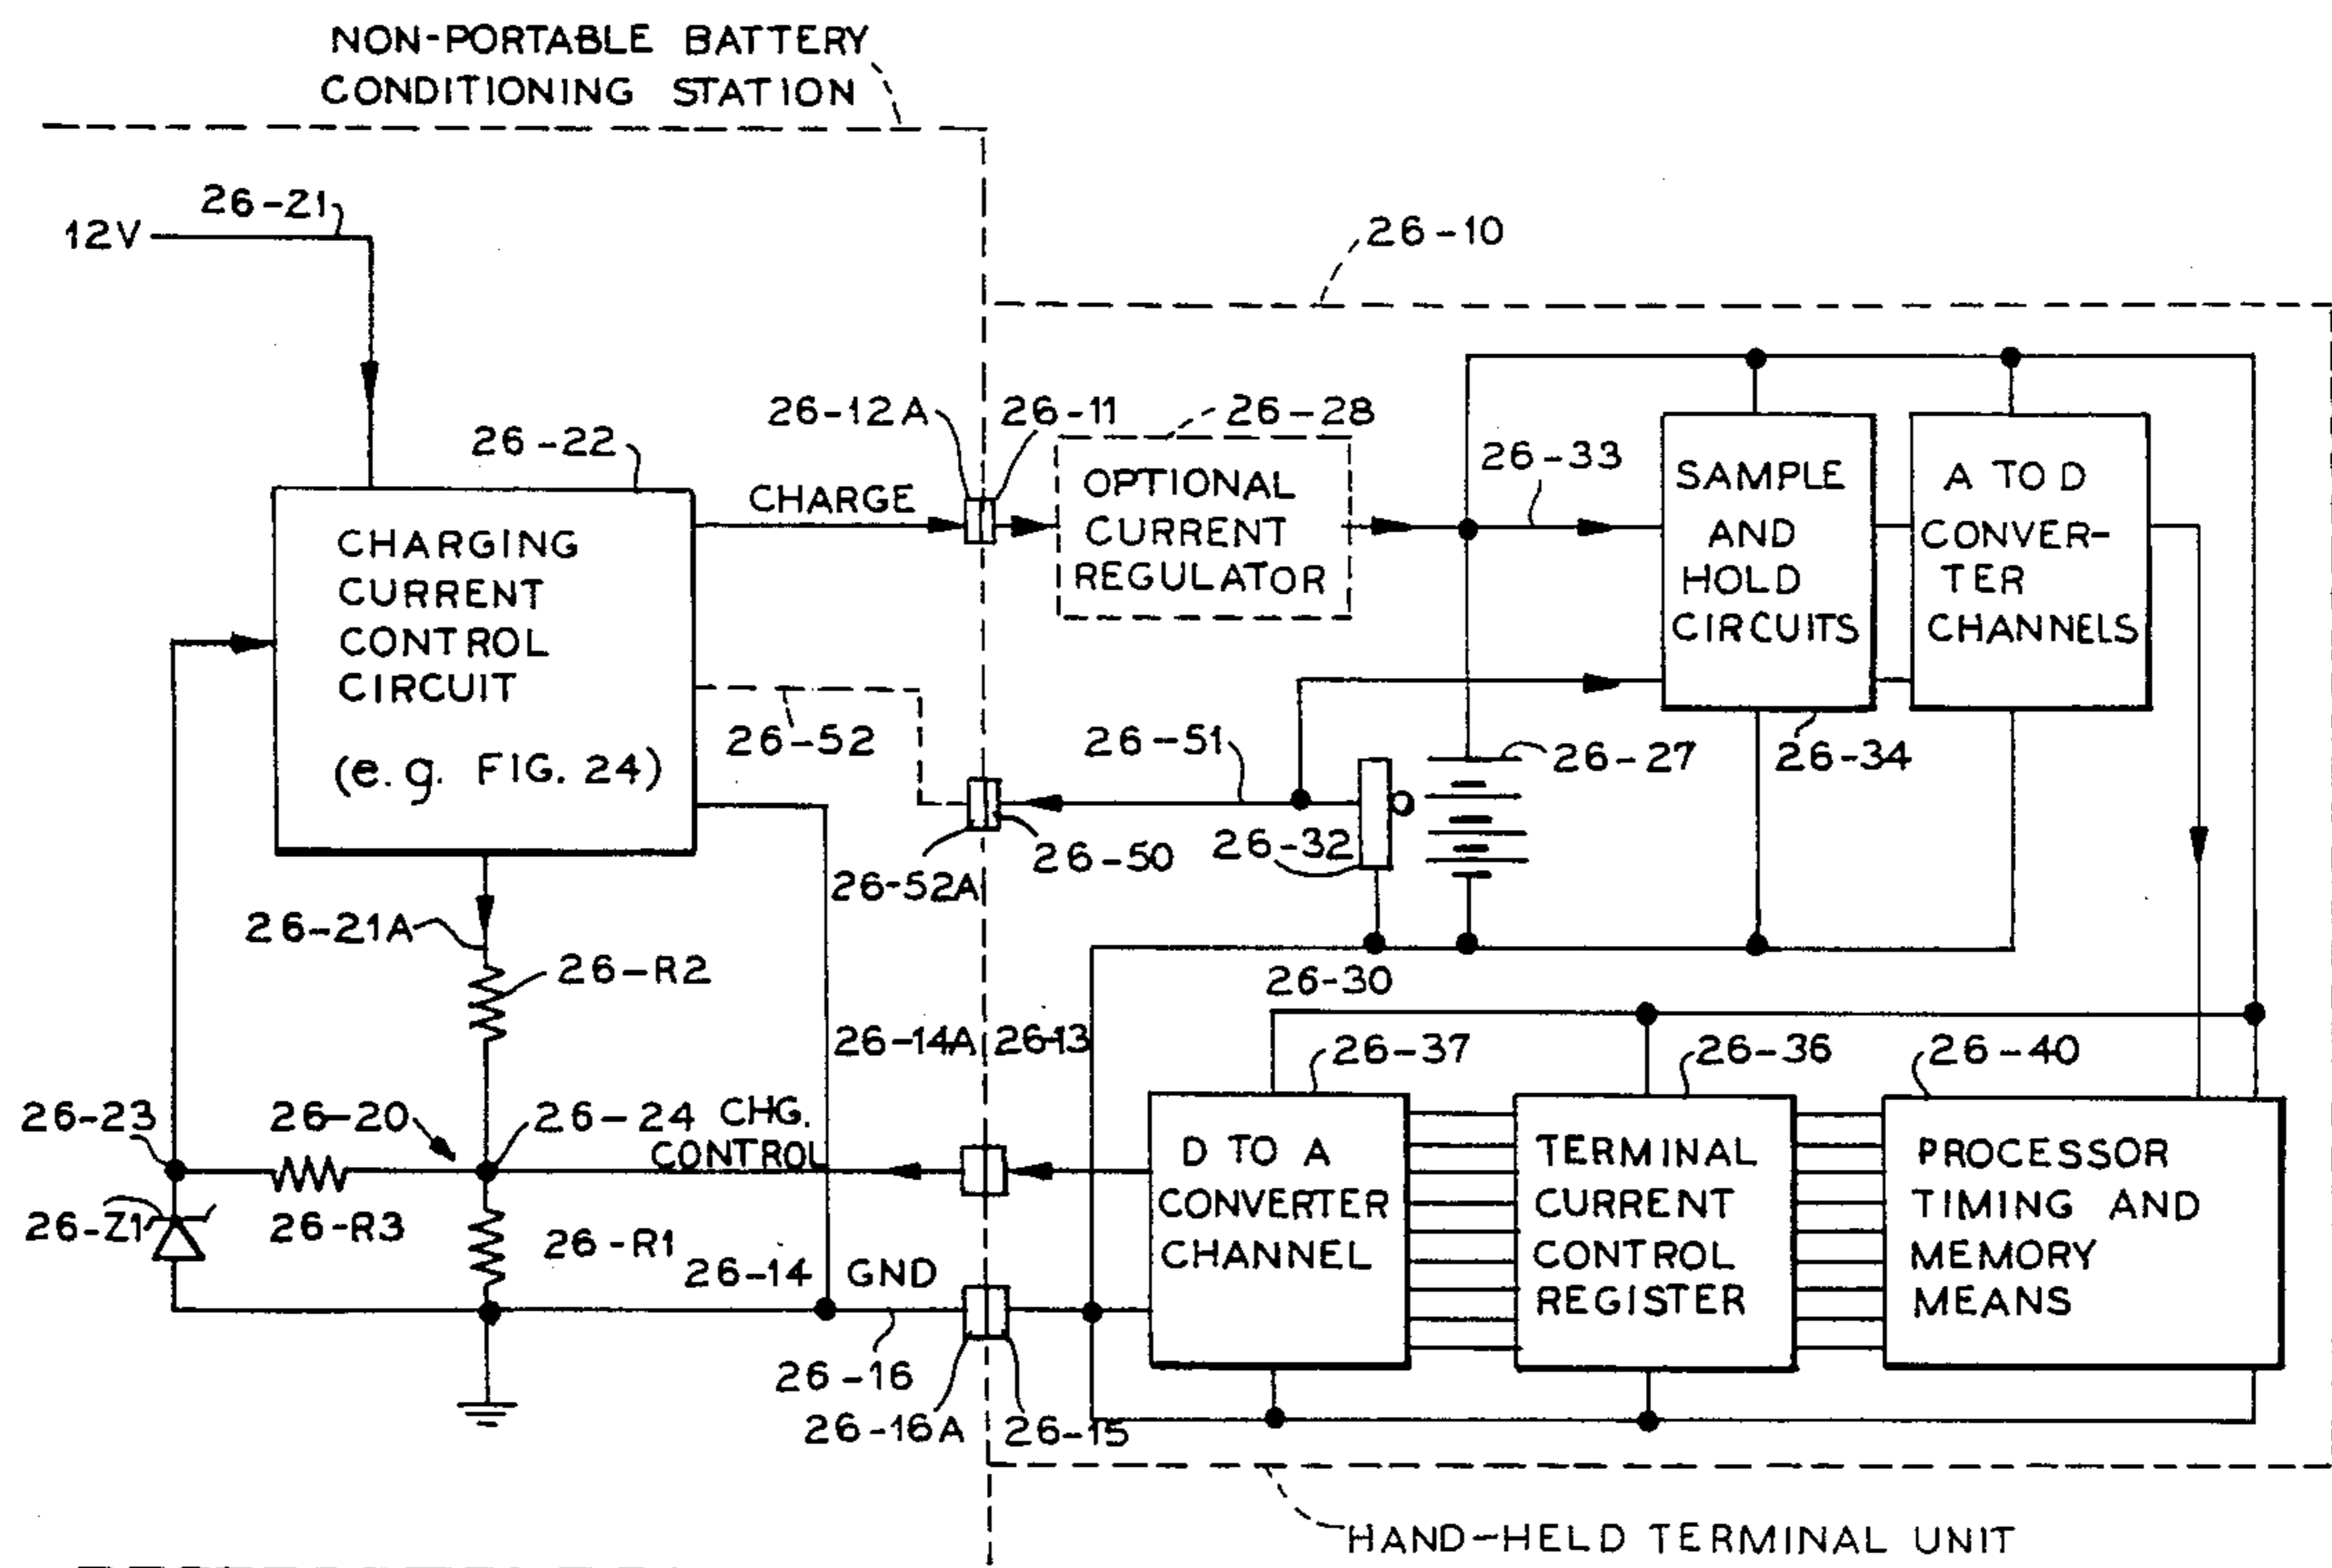 NON-PORTABLE BATTERY
CONDITIONING STATION
26-21
12V
26-10
26-12A
26-11
26-28
26-22
26-33
CHARGE
OPTIONAL
CURRENT
REGULATOR
SAMPLE
AND
HOLD
CIRCUITS
A TO D
CONVER-
TER
CHANNELS
CHARGING
CURRENT
CONTROL
CIRCUIT
(e.g. FIG. 24)
26-52
26-51
26-27
26-34
26-52A
26-50
26-32
26-21A
26-R2
26-30
26-14A
26-13
26-37
26-36
26-40
26-23
26-20
26-24
CHG.
CONTROL
D TO A
CONVERTER
CHANNEL
TERMINAL
CURRENT
CONTROL
REGISTER
PROCESSOR
TIMING AND
MEMORY
MEANS
26-Z1
26-R3
26-R1
26-14
GND
26-16
26-16A
26-15
HAND-HELD TERMINAL UNIT